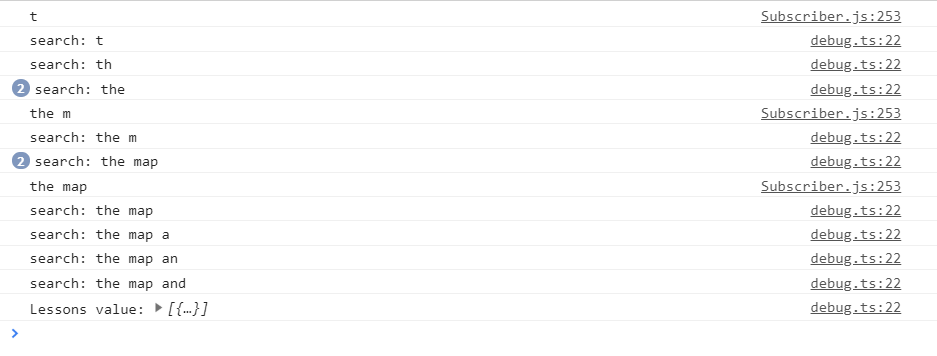 t Subscriber.js:253
search: t debug.ts:22
search: th debug.ts:22
2 search: the debug.ts:22
the m Subscriber.js:253
search: the m debug.ts:22
2 search: the map debug.ts:22
the map Subscriber.js:253
search: the map debug.ts:22
search: the map a debug.ts:22
search: the map an debug.ts:22
search: the map and debug.ts:22
Lessons value: ▶[{…}] debug.ts:22
>